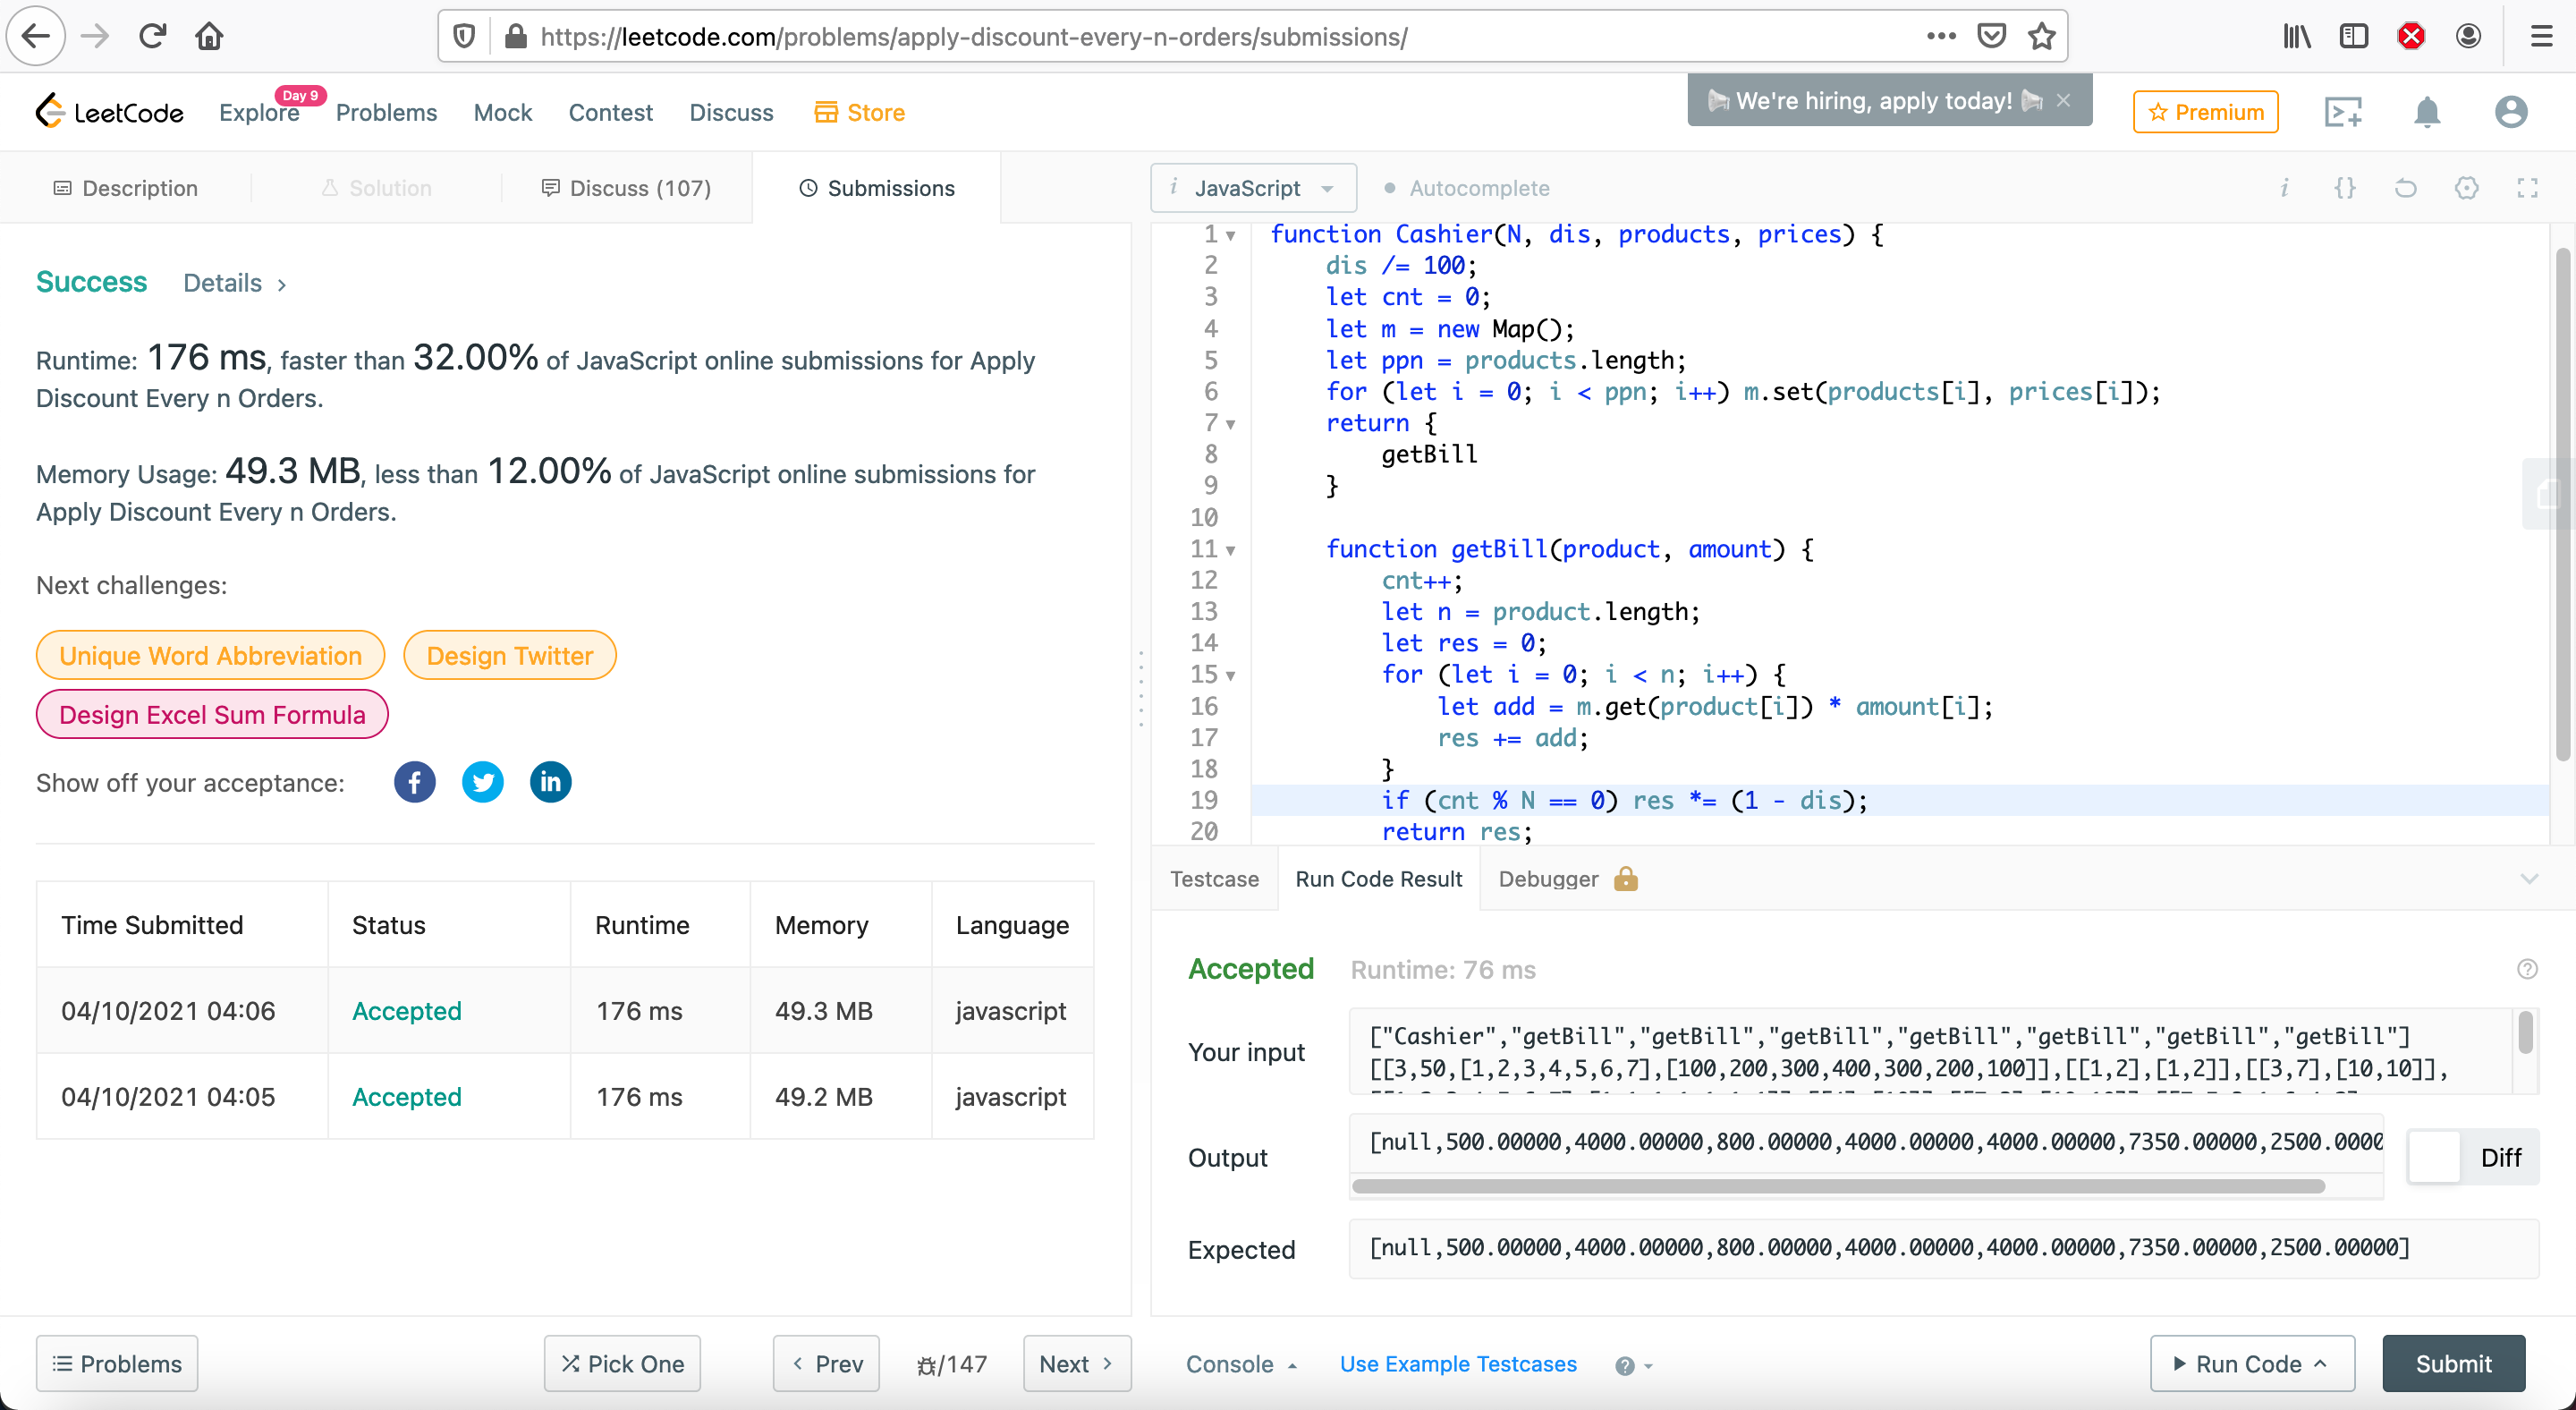 https://leetcode.com/problems/apply-discount-every-n-orders/submissions/
LeetCode
Explore
Day 9
Problems
Mock
Contest
Discuss
Store
We're hiring, apply today!
Premium
Description
Solution
Discuss (107)
Submissions
Success
Details
Runtime: 176 ms, faster than 32.00% of JavaScript online submissions for Apply
Discount Every n Orders.
Memory Usage: 49.3 MB, less than 12.00% of JavaScript online submissions for
Apply Discount Every n Orders.
Next challenges:
Unique Word Abbreviation
Design Twitter
Design Excel Sum Formula
Show off your acceptance:
Time Submitted Status Runtime Memory Language
04/10/2021 04:06 Accepted 176 ms 49.3 MB javascript
04/10/2021 04:05 Accepted 176 ms 49.2 MB javascript
Problems
Pick One
Prev
/147
Next
i JavaScript
Autocomplete
1 function Cashier(N, dis, products, prices) {
2 dis /= 100;
3 let cnt = 0;
4 let m = new Map();
5 let ppn = products.length;
6 for (let i = 0; i < ppn; i++) m.set(products[i], prices[i]);
7 return {
8 getBill
9 }
10
11 function getBill(product, amount) {
12 cnt++;
13 let n = product.length;
14 let res = 0;
15 for (let i = 0; i < n; i++) {
16 let add = m.get(product[i]) * amount[i];
17 res += add;
18 }
19 if (cnt % N == 0) res *= (1 - dis);
20 return res;
Testcase
Run Code Result
Debugger
Accepted
Runtime: 76 ms
Your input
["Cashier","getBill","getBill","getBill","getBill","getBill","getBill","getBill"]
[[3,50,[1,2,3,4,5,6,7],[100,200,300,400,300,200,100]],[[1,2],[1,2]],[[3,7],[10,10]],
Output
[null,500.00000,4000.00000,800.00000,4000.00000,4000.00000,7350.00000,2500.0000
Diff
Expected
[null,500.00000,4000.00000,800.00000,4000.00000,4000.00000,7350.00000,2500.00000]
Console
Use Example Testcases
Run Code
Submit